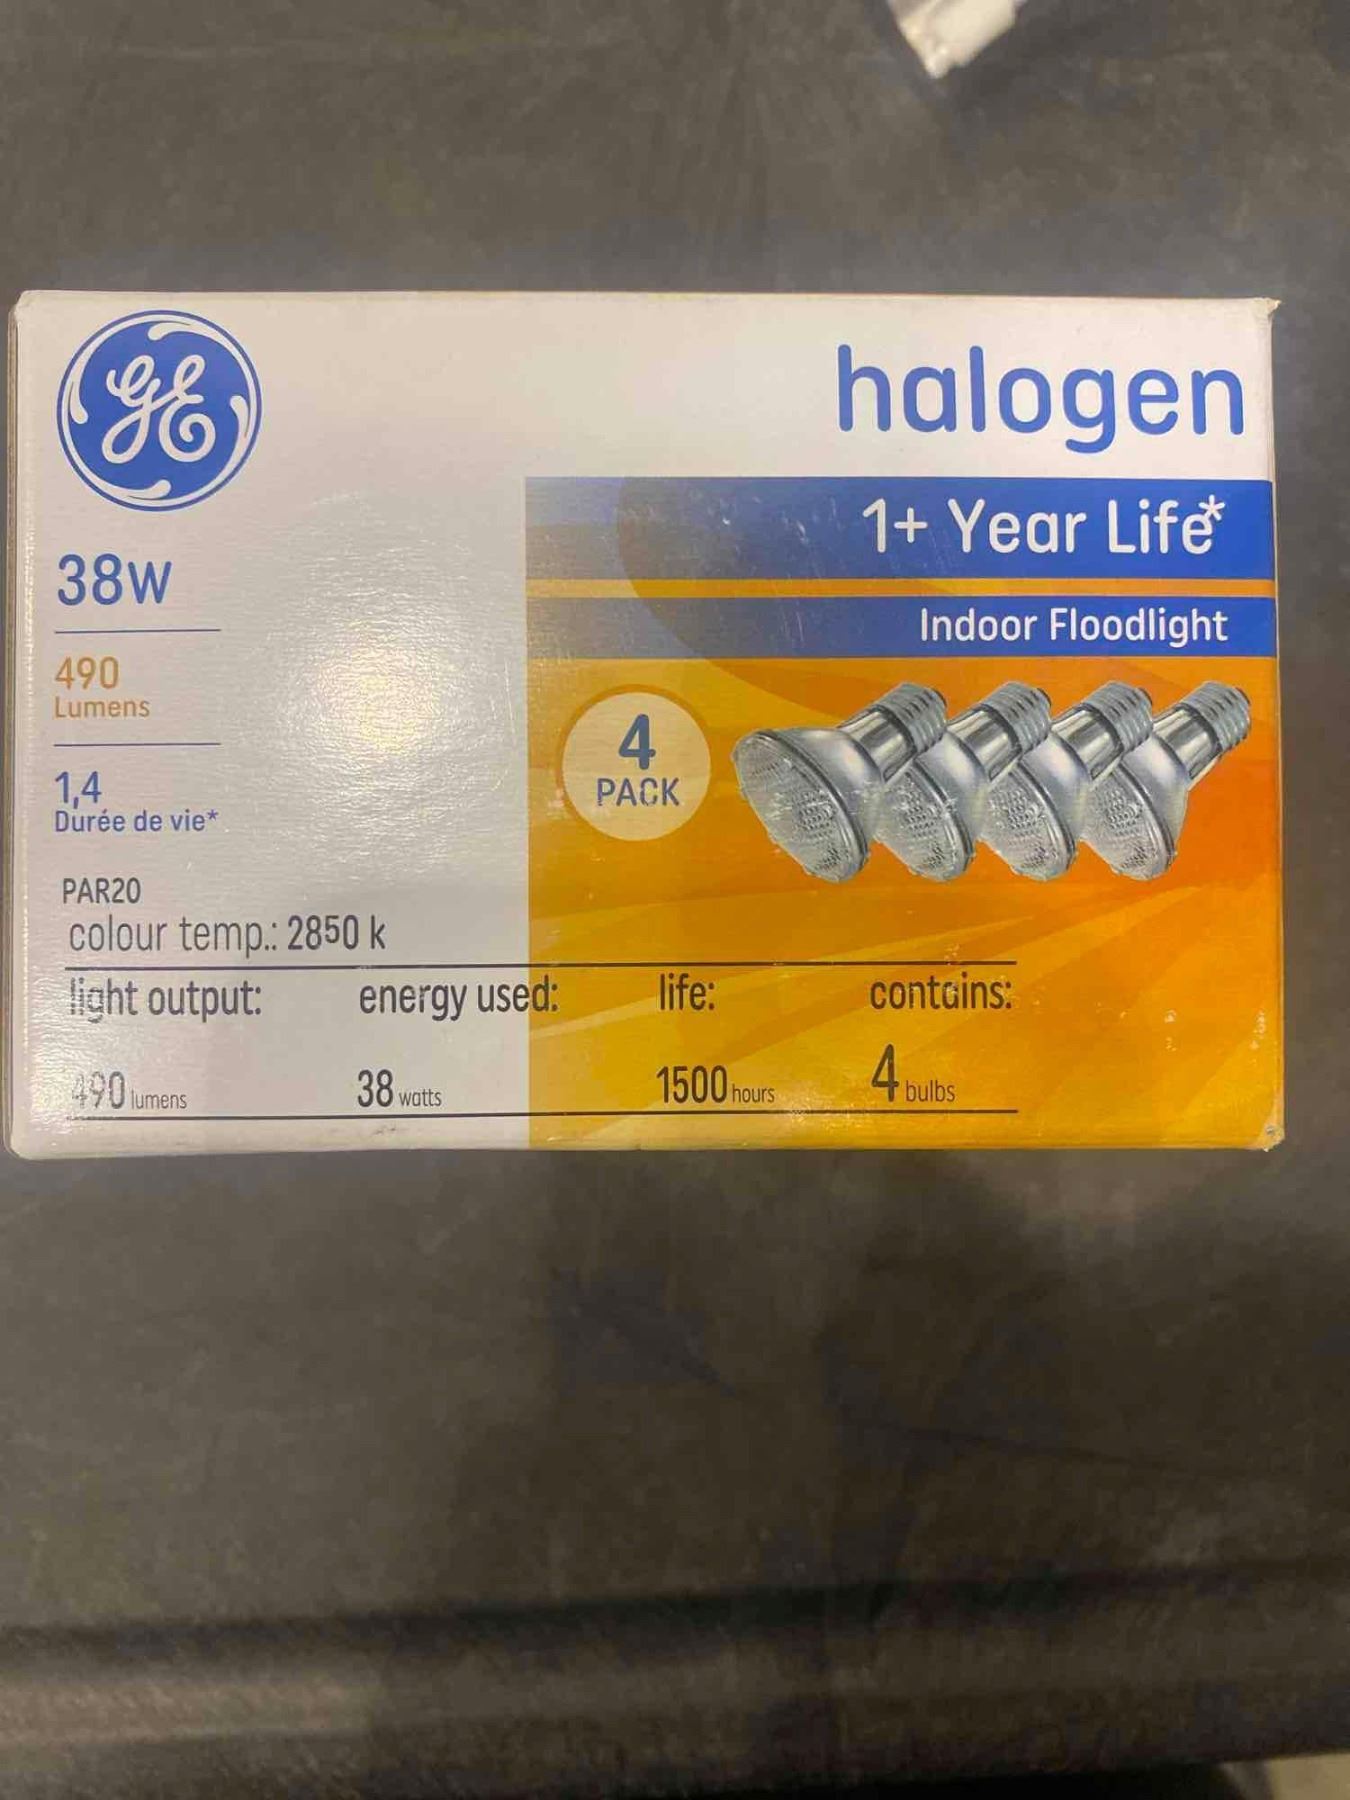 GE
halogen
1+ Year Life*
Indoor Floodlight
38W
490
Lumens
1,4
Durée de vie*
4
PACK
PAR20
colour temp.: 2850 k
light output: energy used: life: contains:
490 lumens 38 watts 1500 hours 4 bulbs